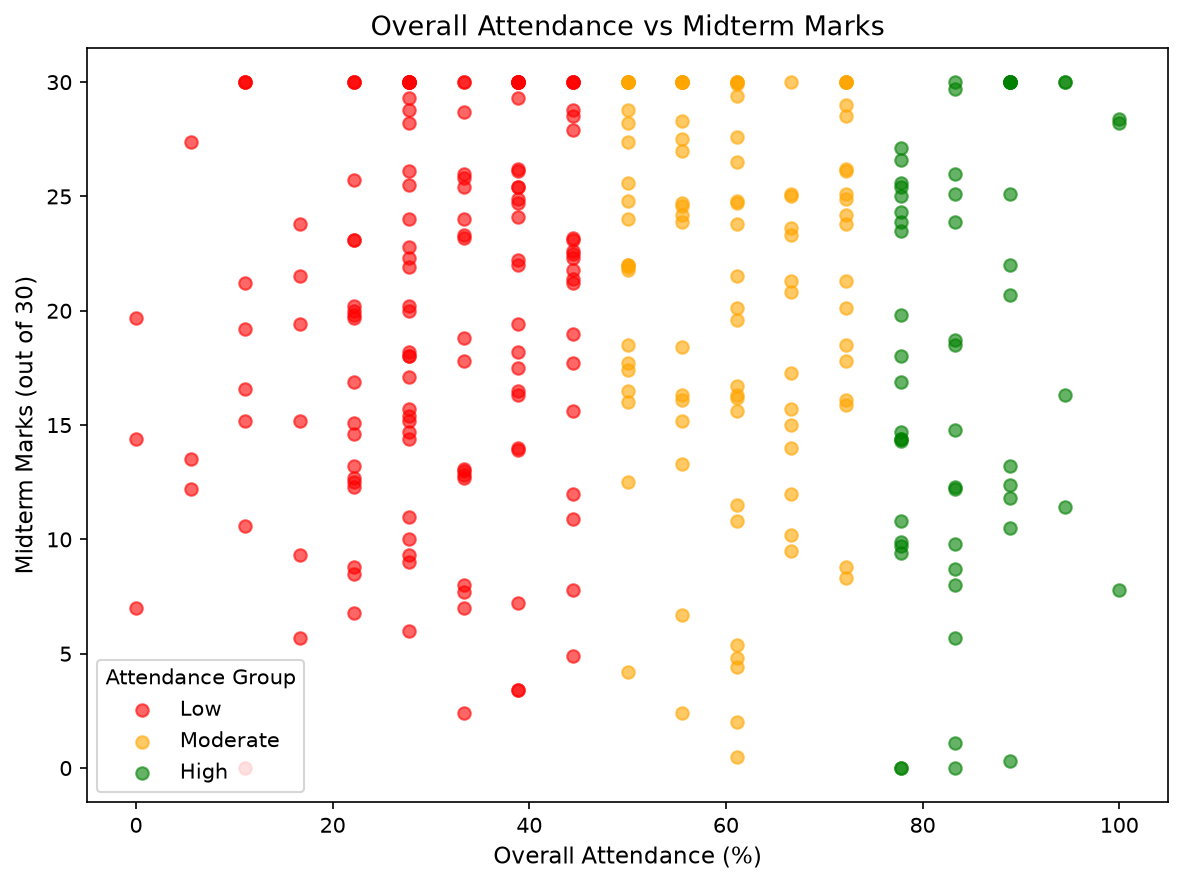 Overall Attendance vs Midterm Marks
Midterm Marks (out of 30)
30
25
20
15
10
5
0
Attendance Group
Low
Moderate
High
0 20 40 60 80 100
Overall Attendance (%)